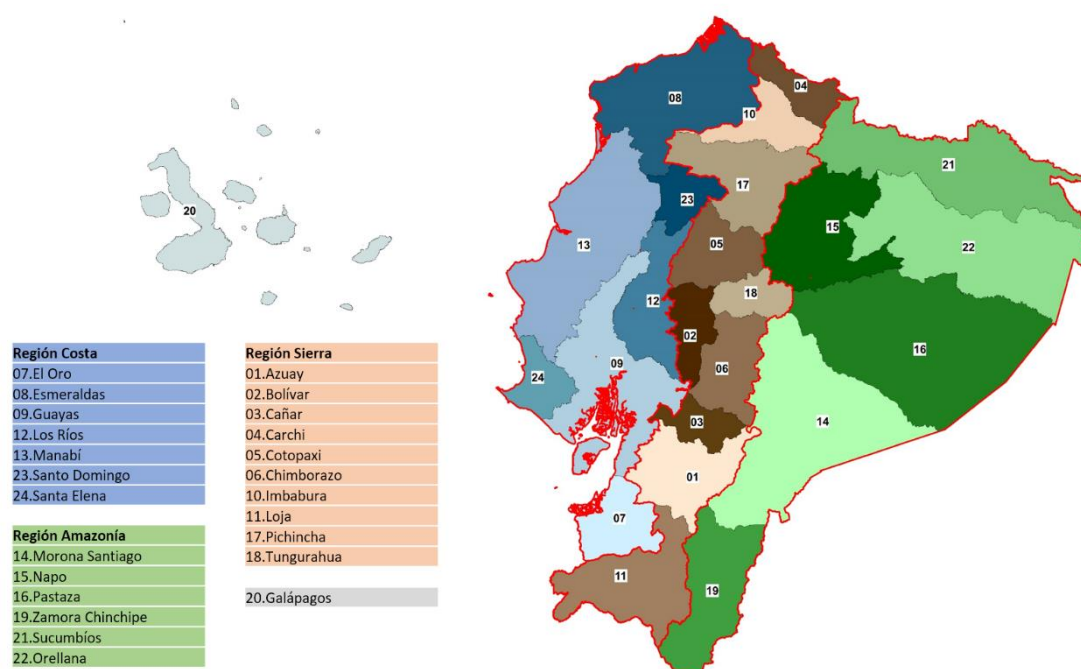 Región Costa
07.El Oro
08.Esmeraldas
09.Guayas
12.Los Ríos
13.Manabí
23.Santo Domingo
24.Santa Elena
Región Amazonía
14.Morona Santiago
15.Napo
16.Pastaza
19.Zamora Chinchipe
21.Sucumbíos
22.Orellana
Región Sierra
01.Azuay
02.Bolívar
03.Cañar
04.Carchi
05.Cotopaxi
06.Chimborazo
10.Imbabura
11.Loja
17.Pichincha
18.Tungurahua
20.Galápagos
20
04
08
10
21
17
23
15
05
13
22
18
12
02
16
09
06
24
14
03
01
07
11
19